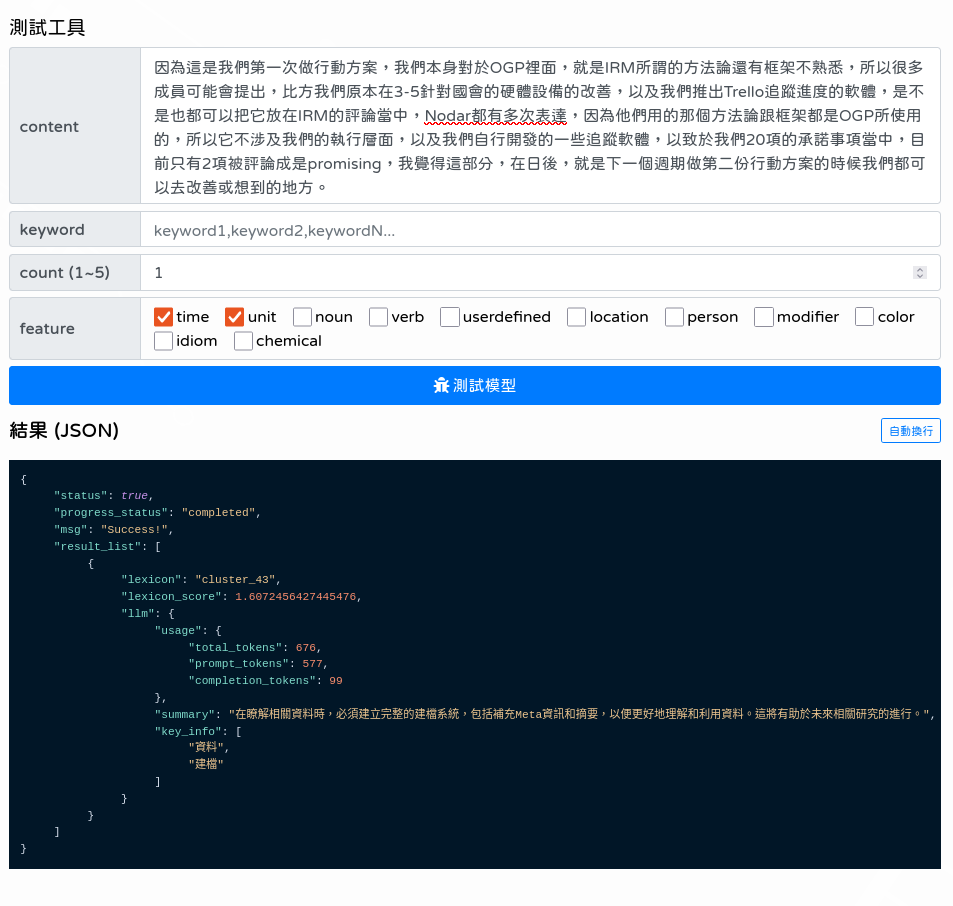 測試工具
content
因為這是我們第一次做行動方案，我們本身對於OGP裡面，就是IRM所謂的方法論還有框架不熟悉，所以很多
成員可能會提出，比方我們原本在3-5針對國會的硬體設備的改善，以及我們推出Trello追蹤進度的軟體，是不
是也都可以把它放在IRM的評論當中，Nodar都有多次表達，因為他們用的那個方法論跟框架都是OGP所使用
的，所以它不涉及我們的執行層面，以及我們自行開發的一些追蹤軟體，以致於我們20項的承諾事項當中，目
前只有2項被評論成是promising，我覺得這部分，在日後，就是下一個週期做第二份行動方案的時候我們都可
以去改善或想到的地方。
keyword
keyword1,keyword2,keywordN...
count (1~5)
1
feature
time unit noun verb userdefined location person modifier color
idiom chemical
測試模型
結果 (JSON)
自動換行
{
"status": true,
"progress_status": "completed",
"msg": "Success!",
"result_list": [
{
"lexicon": "cluster_43",
"lexicon_score": 1.6072456427445476,
"llm": {
"usage": {
"total_tokens": 676,
"prompt_tokens": 577,
"completion_tokens": 99
},
"summary": "在瞭解相關資料時，必須建立完整的建檔系統，包括補充Meta資訊和摘要，以便更好地理解和利用資料。這將有助於未來相關研究的進行。",
"key_info": [
"資料",
"建檔"
]
}
}
]
}